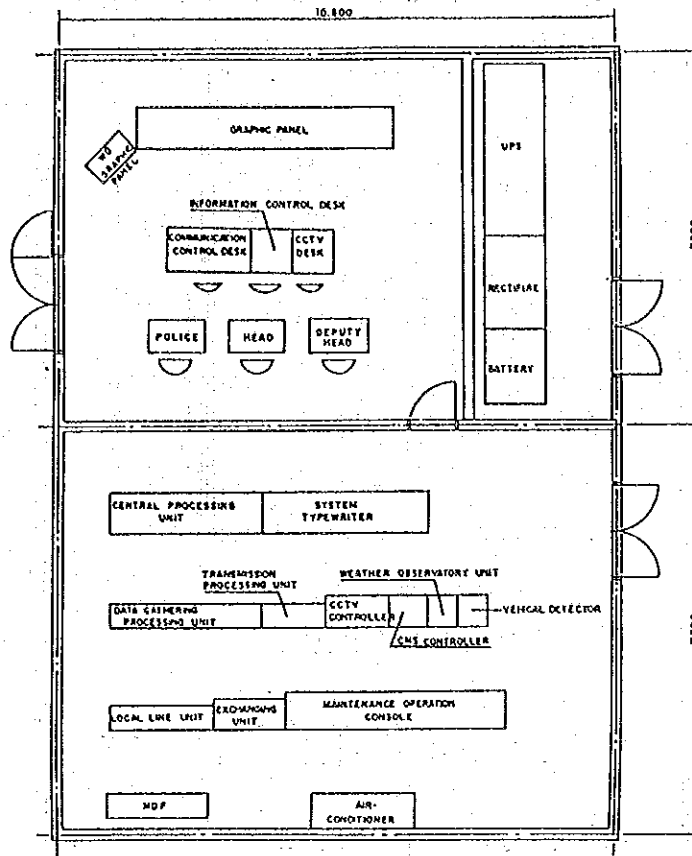 10.800
GRAPHIC PANEL
WD
GRAPHIC
PANEL
UPS
INFORMATION CONTROL DESK
COMMUNICATION
CONTROL DESK
CCTV
DESK
RECTIFIRE
POLICE
HEAD
DEPUTY
HEAD
BATTERY
CENTRAL PROCESSING
UNIT
SYSTEM
TYPEWRITER
TRANSMISSION
PROCESSING UNIT
WEATHER OBSERVATORY UNIT
DATA GATHERING
PROCESSING UNIT
CCTV
CONTROLLER
VEHICAL DETECTOR
CMS CONTROLLER
LOCAL LINE UNIT
EXCHANGING
UNIT
MAINTENANCE OPERATION
CONSOLE
MDF
AIR-
CONDITIONER